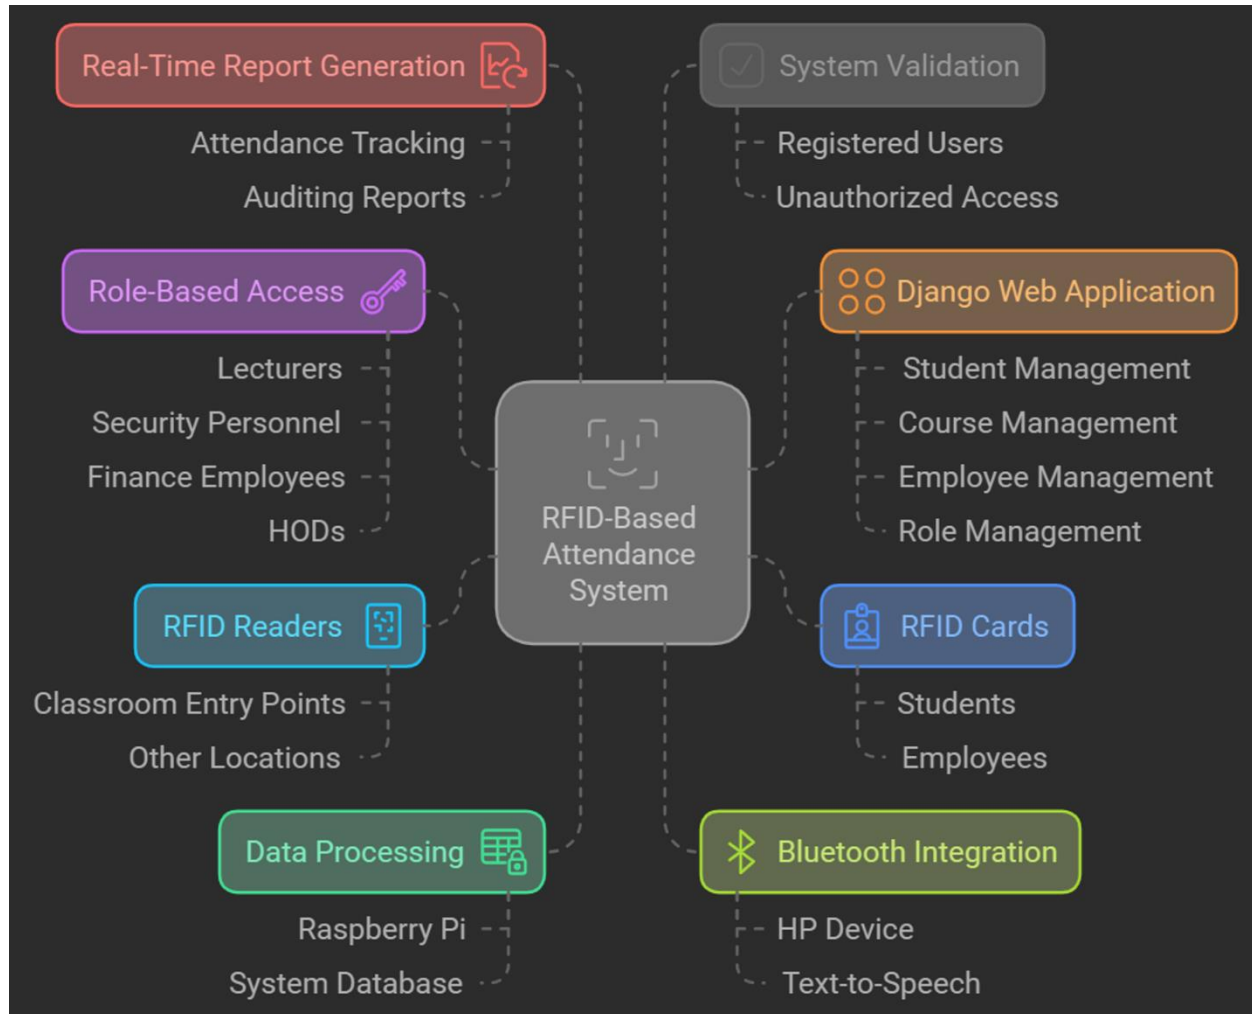 Real-Time Report Generation
Attendance Tracking
Auditing Reports
System Validation
Registered Users
Unauthorized Access
Role-Based Access
Lecturers
Security Personnel
Finance Employees
HODs
Django Web Application
Student Management
Course Management
Employee Management
Role Management
RFID-Based
Attendance
System
RFID Readers
Classroom Entry Points
Other Locations
RFID Cards
Students
Employees
Data Processing
Raspberry Pi
System Database
Bluetooth Integration
HP Device
Text-to-Speech